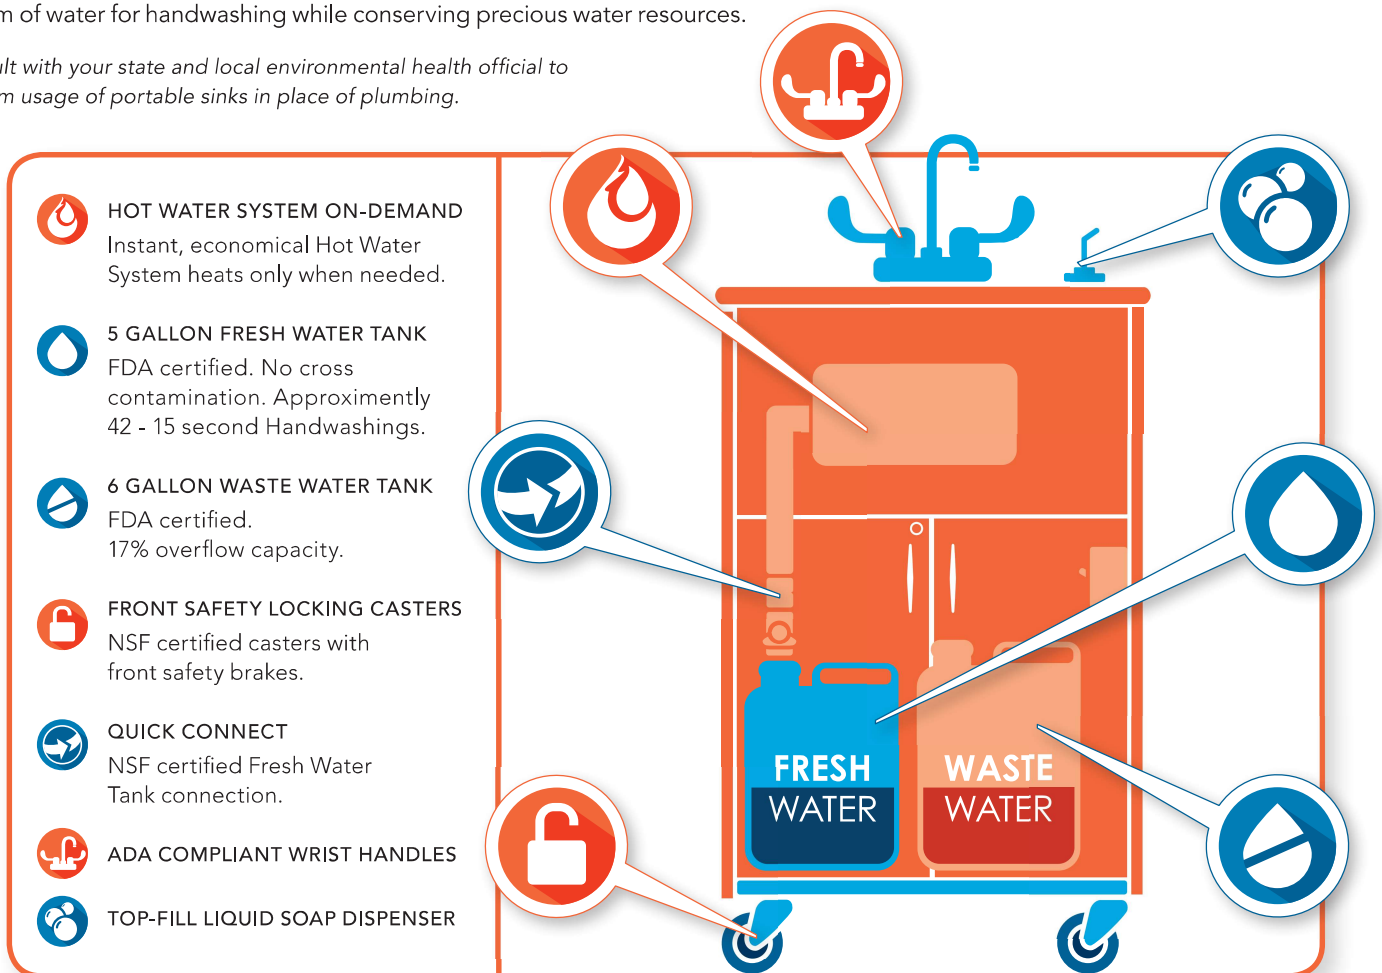 of water for handwashing while conserving precious water resources.
with your state and local environmental health official to
usage of portable sinks in place of plumbing.
HOT WATER SYSTEM ON-DEMAND
Instant, economical Hot Water
System heats only when needed.
5 GALLON FRESH WATER TANK
FDA certified. No cross
contamination. Approximently
42 - 15 second Handwashings.
6 GALLON WASTE WATER TANK
FDA certified.
17% overflow capacity.
FRONT SAFETY LOCKING CASTERS
NSF certified casters with
front safety brakes.
QUICK CONNECT
NSF certified Fresh Water
Tank connection.
ADA COMPLIANT WRIST HANDLES
TOP-FILL LIQUID SOAP DISPENSER
FRESH
WATER
WASTE
WATER